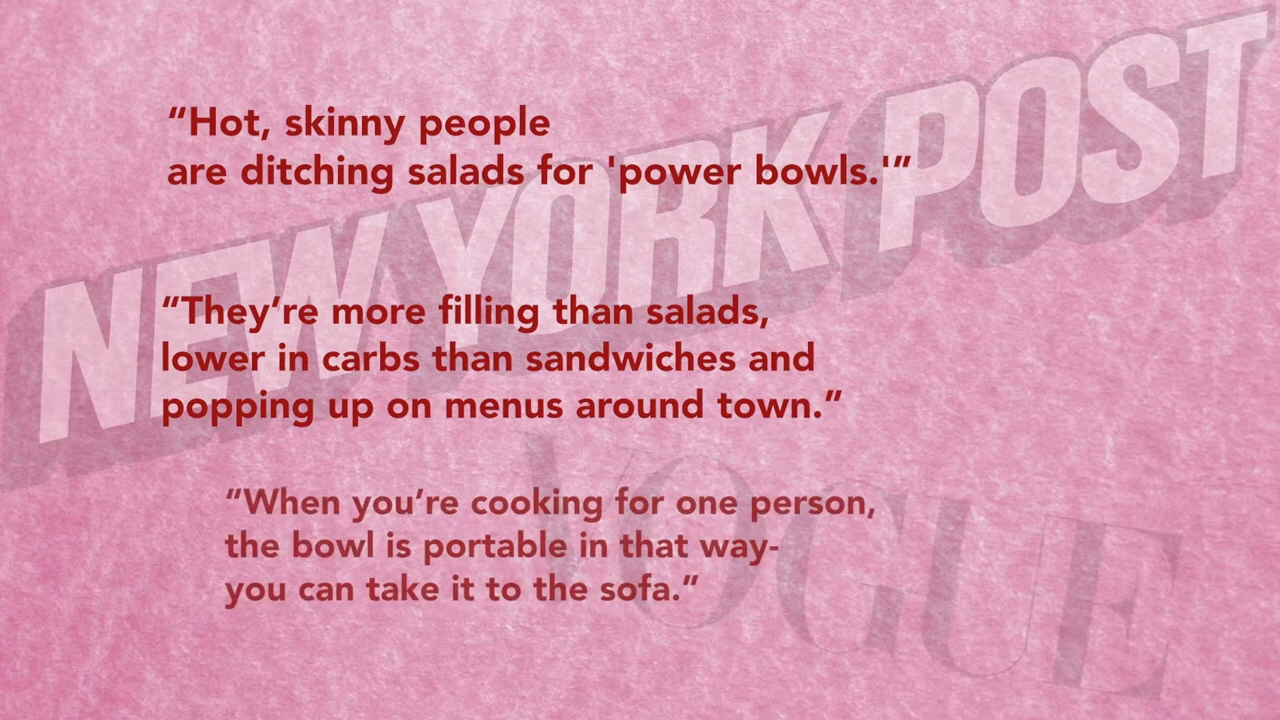 “Hot, skinny people
are ditching salads for 'power bowls.'”
NEW YORK POST
“They’re more filling than salads,
lower in carbs than sandwiches and
popping up on menus around town.”
“When you’re cooking for one person,
the bowl is portable in that way-
you can take it to the sofa.”
VOGUE